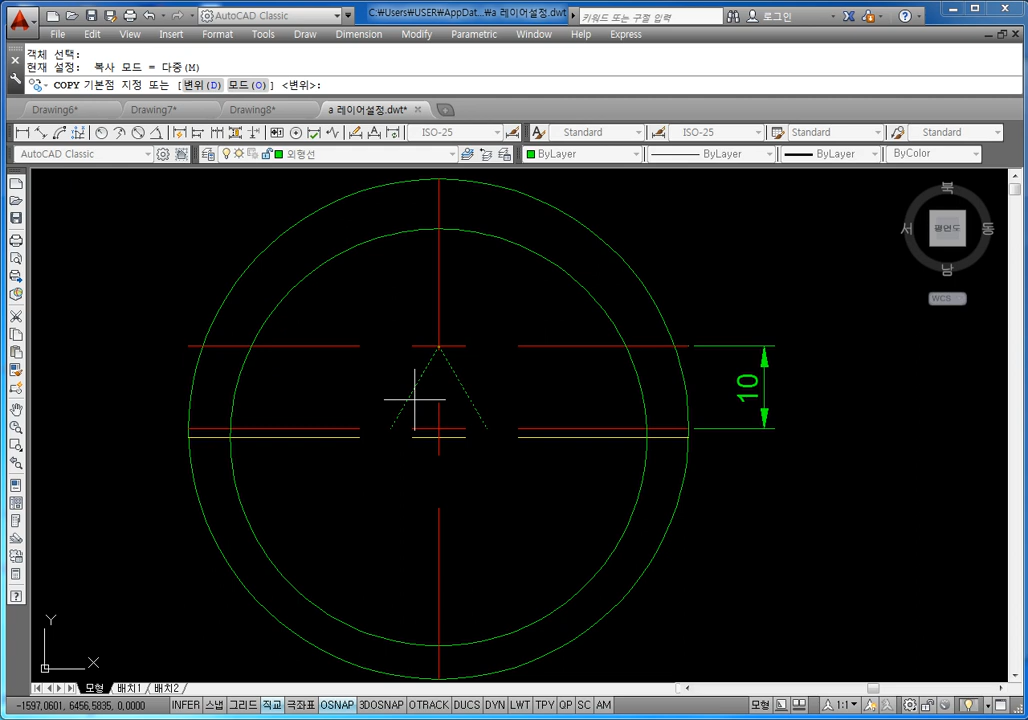 AutoCAD Classic
C:\Users\USER\AppDat...\a 레이어설정.dwt
키워드 또는 구절 입력
로그인
File Edit View Insert Format Tools Draw Dimension Modify Parametric Window Help Express
객체 선택:
현재 설정:  복사 모드 = 다중(M)
COPY 기본점 지정 또는 [변위(D) 모드(O)] <변위>:
Drawing6* Drawing7* Drawing8* a 레이어설정.dwt*
ISO-25 Standard ISO-25 Standard Standard
AutoCAD Classic 외형선 ByLayer ByLayer ByLayer ByColor
북
서 평면도 동
남
WCS
10
Y
X
모형 배치1 배치2
-1597,0601, 6456,5835, 0,0000 INFER 스냅 그리드 직교 극좌표 OSNAP 3DOSNAP OTRACK DUCS DYN LWT TPY QP SC AM 모형 1:1